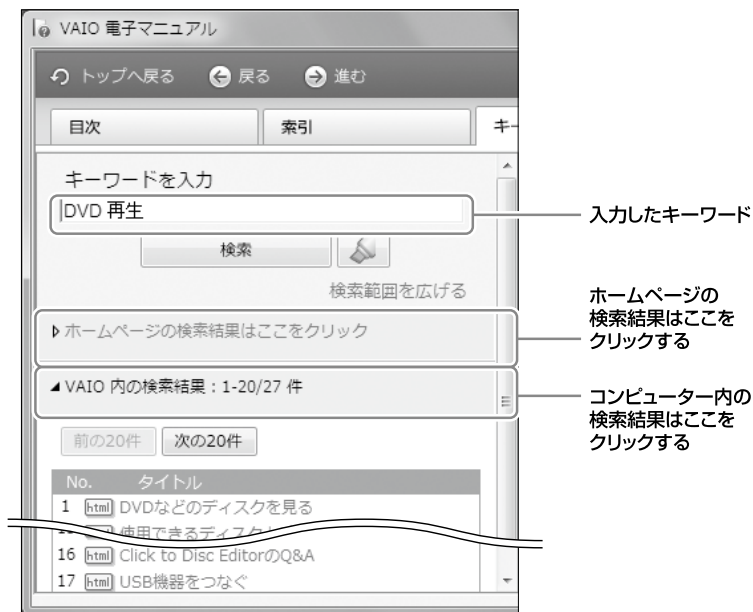 VAIO 電子マニュアル
トップへ戻る 戻る 進む
目次 索引 キー
キーワードを入力
DVD 再生
入力したキーワード
検索
検索範囲を広げる
ホームページの検索結果はここをクリック
ホームページの
検索結果はここを
クリックする
VAIO 内の検索結果:1-20/27 件
コンピューター内の
検索結果はここを
クリックする
前の20件 次の20件
No. タイトル
1 html DVDなどのディスクを見る
使用できるディスク
16 html Click to Disc EditorのQ&A
17 html USB機器をつなぐ